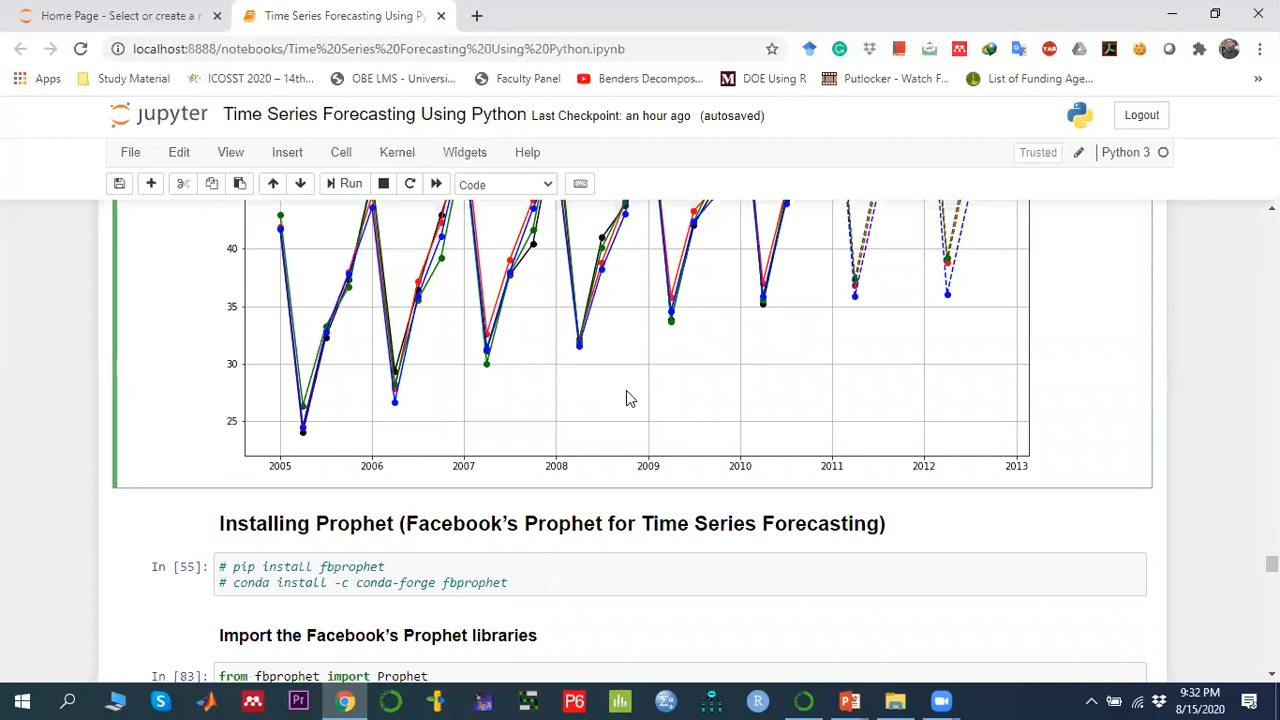 Home Page - Select or create a
Time Series Forecasting Using Py
localhost:8888/notebooks/Time%20Series%20Forecasting%20Using%20Python.ipynb
Apps
Study Material
ICOSST 2020 – 14th...
OBE LMS - Universi...
Faculty Panel
Benders Decompos...
DOE Using R
Putlocker - Watch F...
List of Funding Age...
»
jupyter
Time Series Forecasting Using Python Last Checkpoint: an hour ago (autosaved)
Logout
File Edit View Insert Cell Kernel Widgets Help
Trusted
Python 3
Run
Code
40
35
30
25
2005 2006 2007 2008 2009 2010 2011 2012 2013
Installing Prophet (Facebook's Prophet for Time Series Forecasting)
In [55]: # pip install fbprophet
# conda install -c conda-forge fbprophet
Import the Facebook's Prophet libraries
In [83]: from fbprophet import Prophet
Pr
P6
R
9:32 PM
8/15/2020